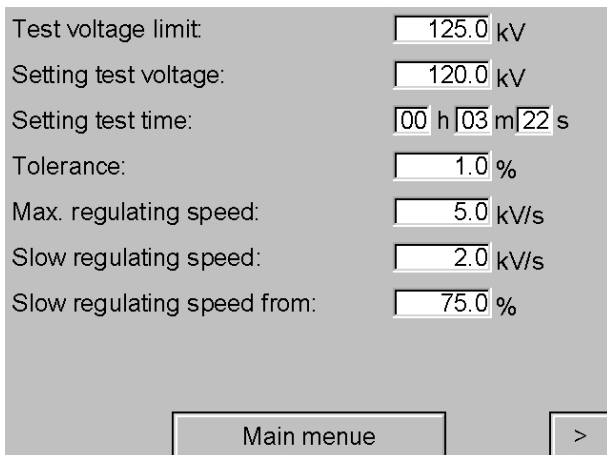 Test voltage limit: 125.0 kV
Setting test voltage: 120.0 kV
Setting test time: 00 h 03 m 22 s
Tolerance: 1.0 %
Max. regulating speed: 5.0 kV/s
Slow regulating speed: 2.0 kV/s
Slow regulating speed from: 75.0 %
Main menue >